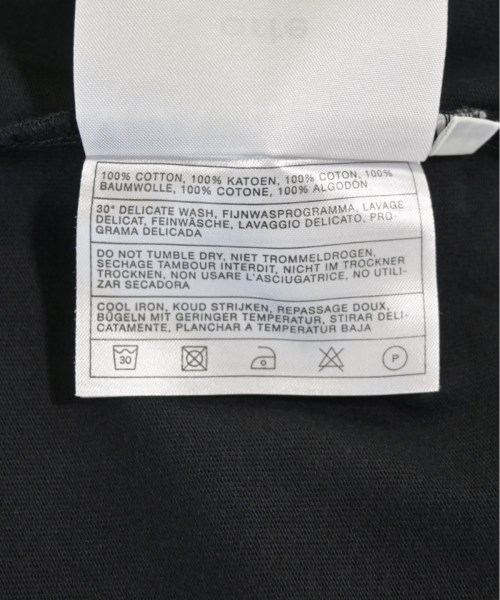 arte
100% COTTON, 100% KATOEN, 100% COTON, 100%
BAUMWOLLE, 100% COTONE, 100% ALGODÓN
30° DELICATE WASH, FIJNWASPROGRAMMA, LAVAGE
DELICAT, FEINWÄSCHE, LAVAGGIO DELICATO, PRO-
GRAMA DELICADA
DO NOT TUMBLE DRY, NIET TROMMELDROGEN,
SECHAGE TAMBOUR INTERDIT, NICHT IM TROCKNER
TROCKNEN, NON USARE L'ASCIUGATRICE, NO UTILI-
ZAR SECADORA
COOL IRON, KOUD STRIJKEN, REPASSAGE DOUX,
BÜGELN MIT GERINGER TEMPERATUR, STIRAR DELI-
CATAMENTE, PLANCHAR A TEMPERATUR BAJA
30 P